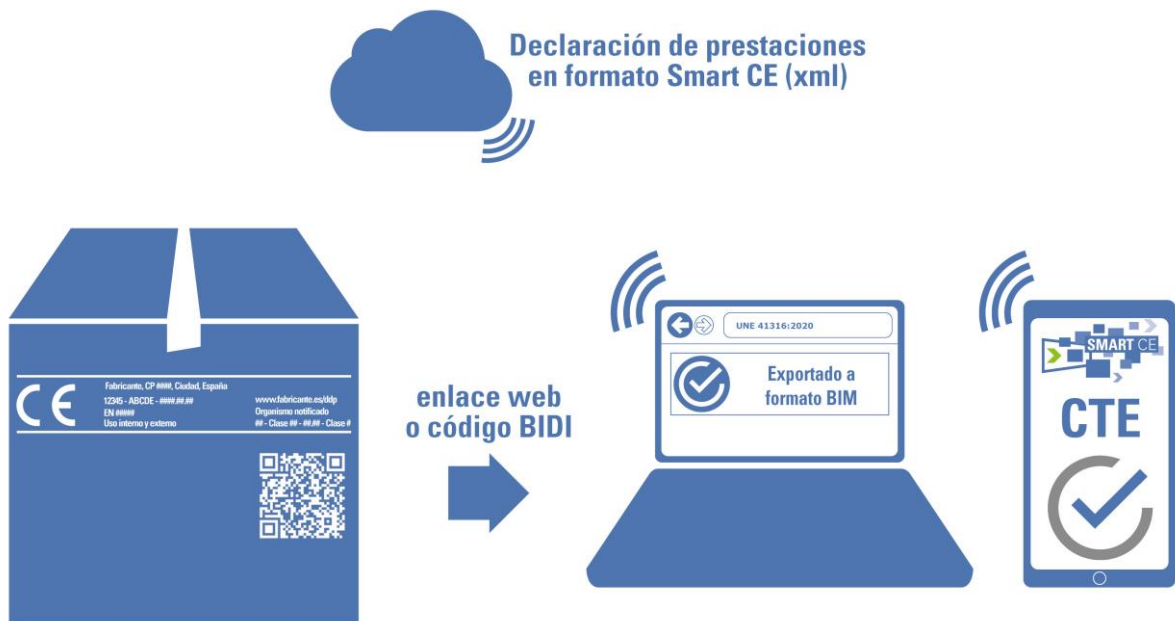 Declaración de prestaciones
en formato Smart CE (xml)
CE
Fabricante, CP ####, Ciudad, España
12345 - ABCDE - ####.##.##
EN #####
Uso interno y externo
www.fabricante.es/ddp
Organismo notificado
## - Clase ## - ##.## - Clase #
enlace web
o código BIDI
UNE 41316:2020
Exportado a
formato BIM
SMART CE
CTE